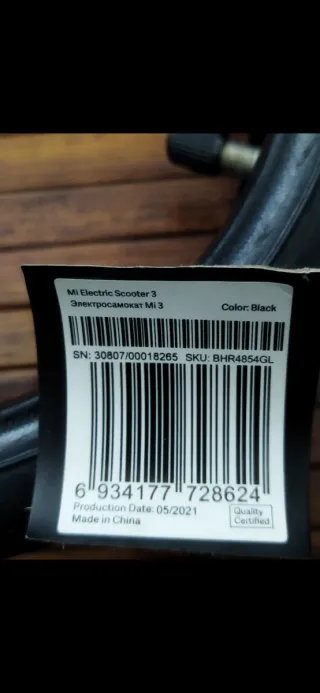 Mi Electric Scooter 3
Электросамокат Mi 3
Color: Black
SN: 30807/00018265 SKU: BHR4854GL
6 934177 728624
Production Date: 05/2021
Made in China
Quality
Certified